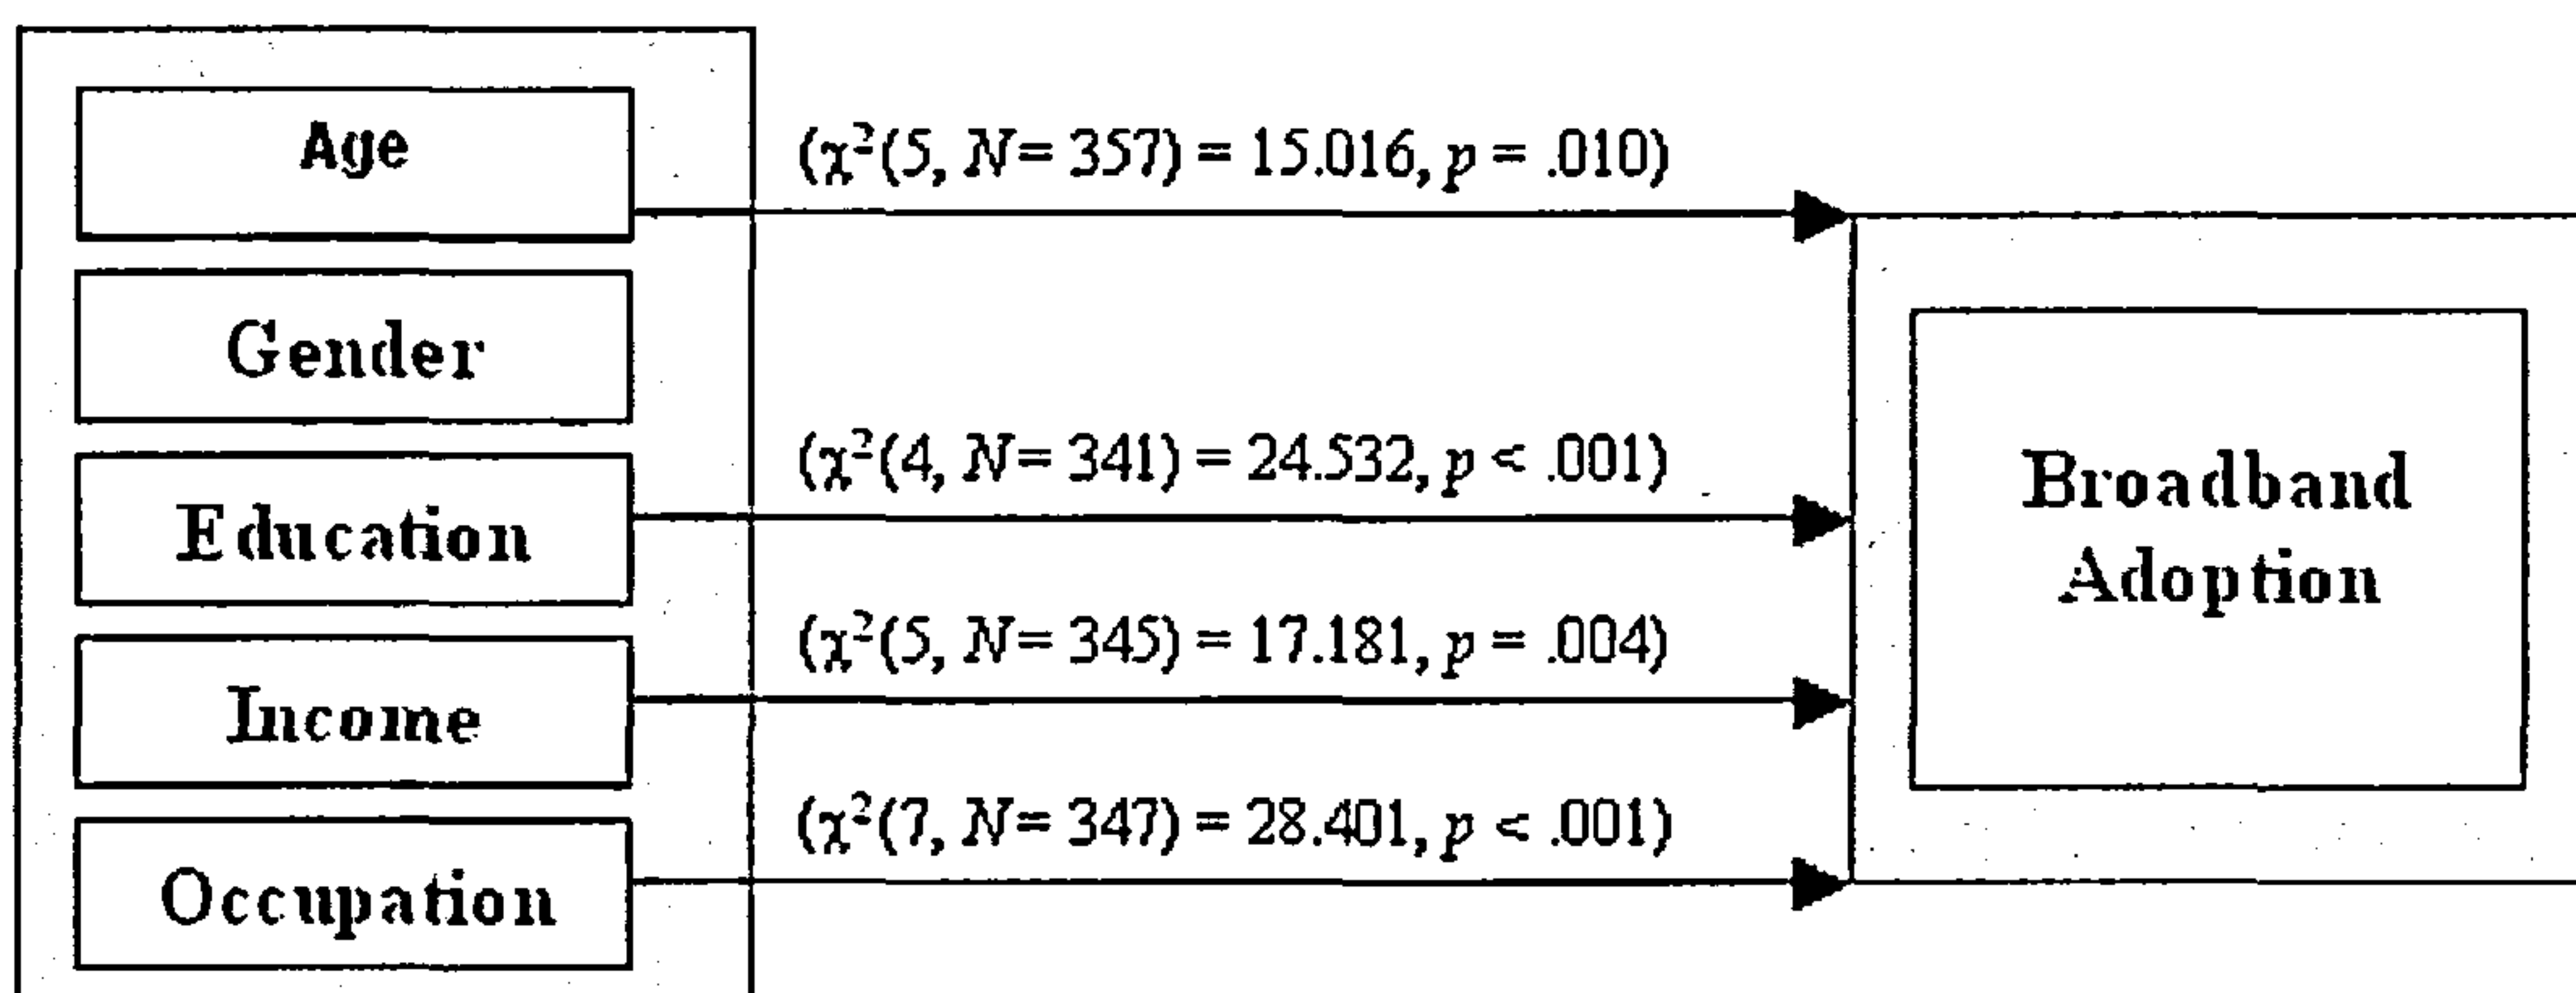 Age
(χ²(5, N= 357) = 15.016, p = .010)
Gender
(χ²(4, N= 341) = 24.532, p < .001)
Education
Broadband
Adoption
(χ²(5, N= 345) = 17.181, p = .004)
Income
(χ²(7, N= 347) = 28.401, p < .001)
Occupation